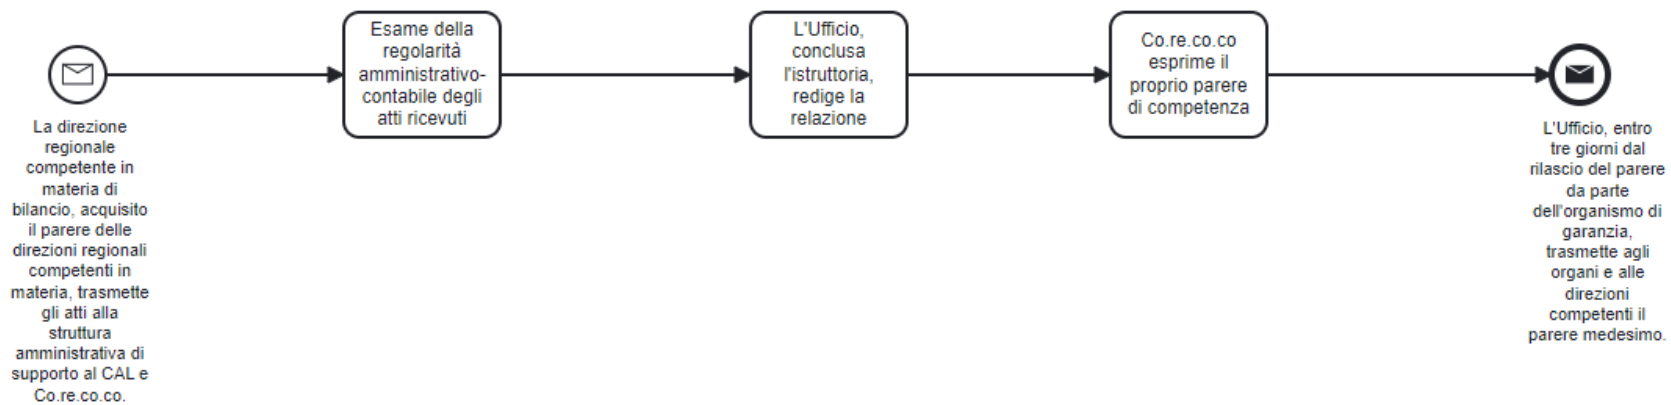 La direzione
regionale
competente in
materia di
bilancio, acquisito
il parere delle
direzioni regionali
competenti in
materia, trasmette
gli atti alla
struttura
amministrativa di
supporto al CAL e
Co.re.co.co.
Esame della
regolarità
amministrativo-
contabile degli
atti ricevuti
L'Ufficio,
conclusa
l'istruttoria,
redige la
relazione
Co.re.co.co
esprime il
proprio parere
di competenza
L'Ufficio, entro
tre giorni dal
rilascio del parere
da parte
dell'organismo di
garanzia,
trasmette agli
organi e alle
direzioni
competenti il
parere medesimo.